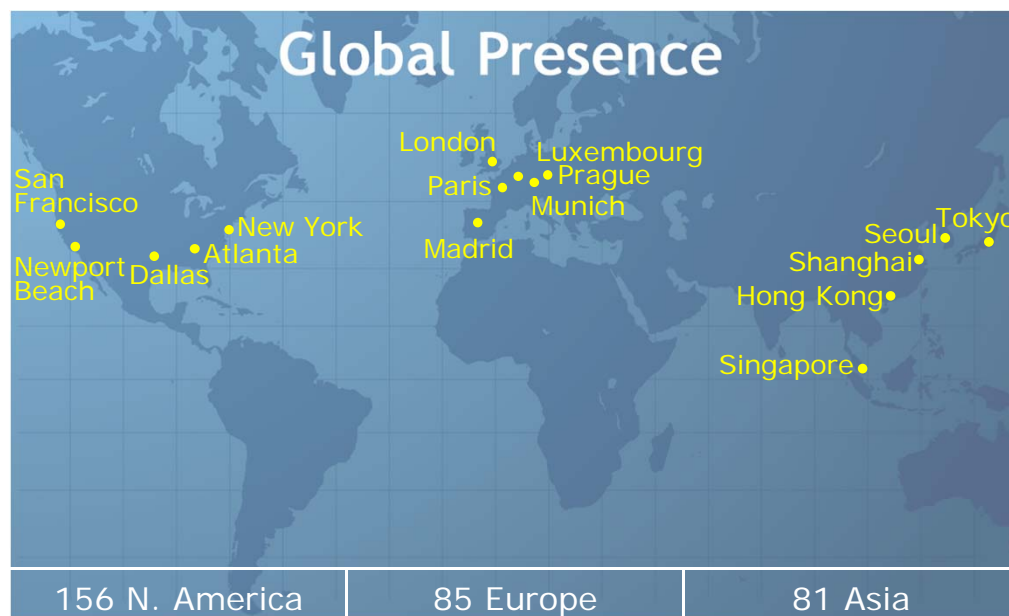 Global Presence
London
Luxembourg
Paris
Prague
Munich
Madrid
San
Francisco
New York
Newport
Beach
Dallas
Atlanta
Tokyo
Seoul
Shanghai
Hong Kong
Singapore
156 N. America
85 Europe
81 Asia